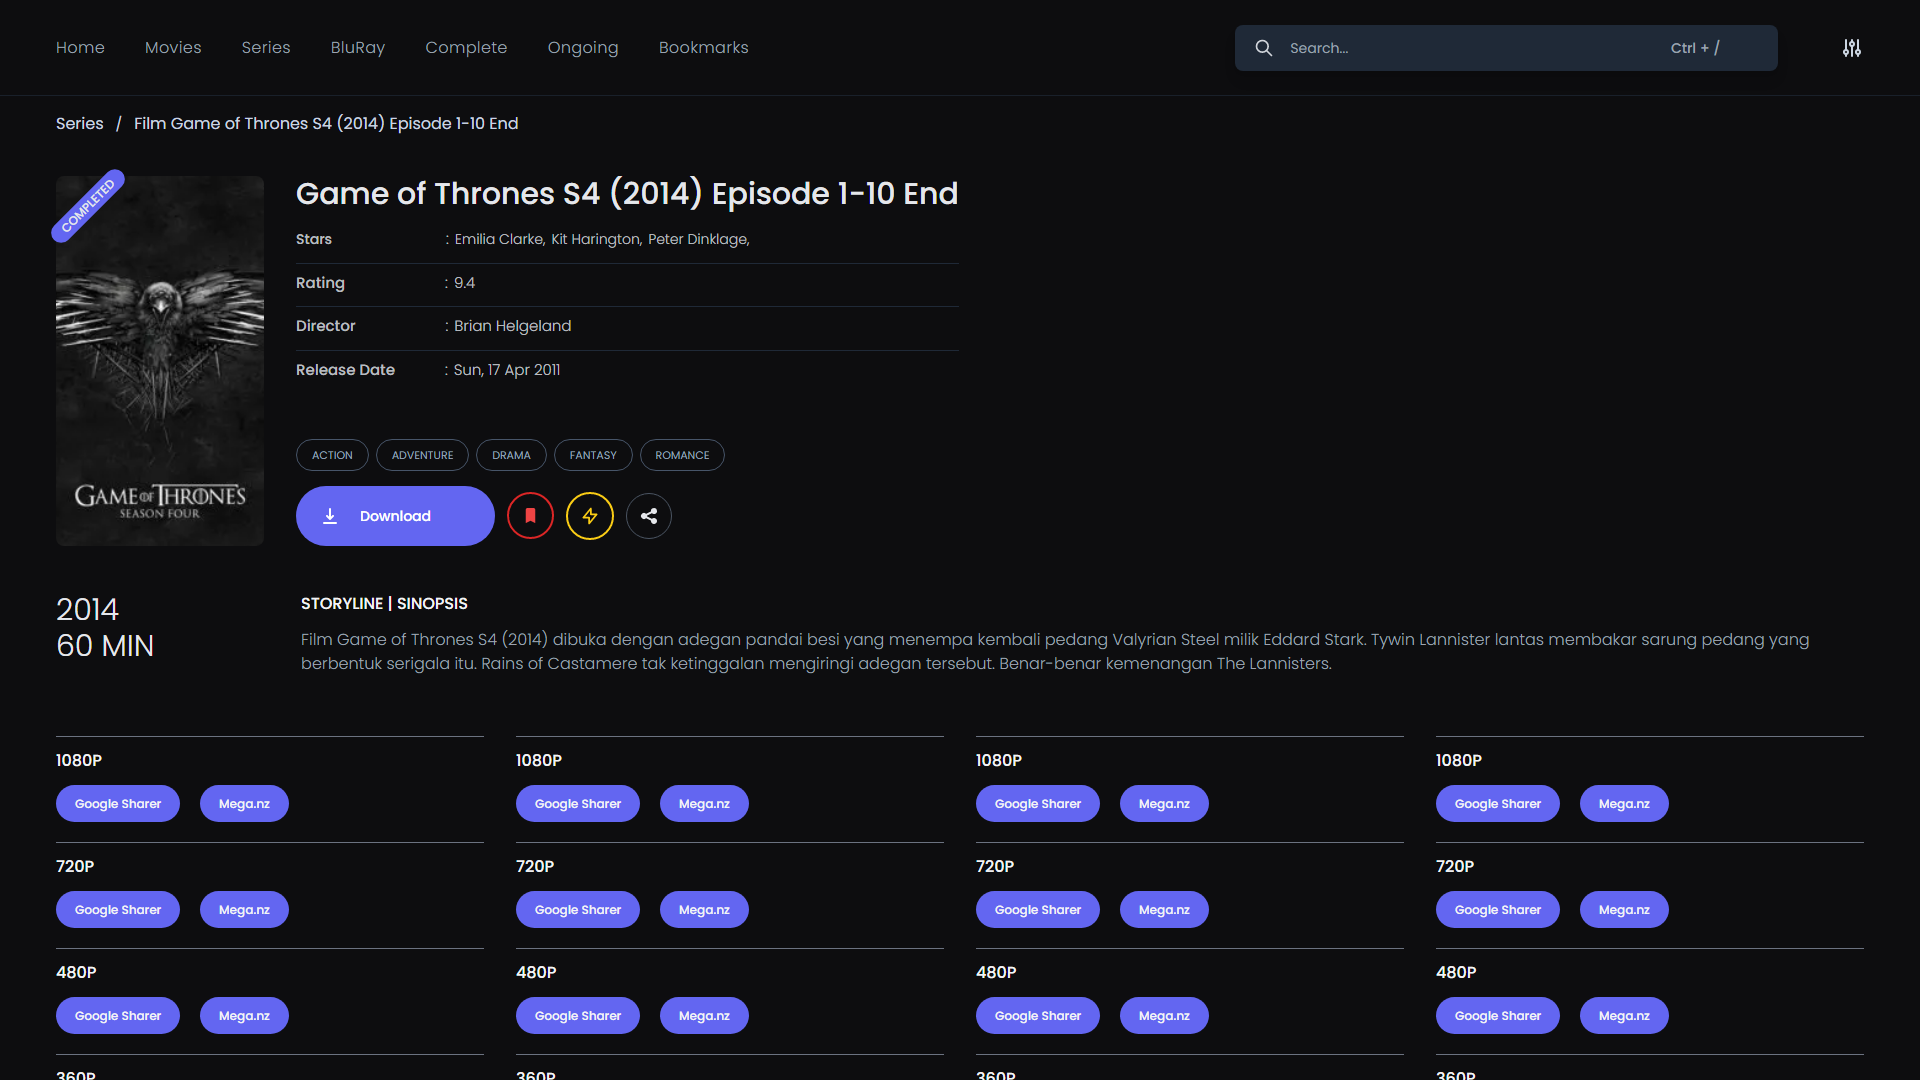 Home Movies Series BluRay Complete Ongoing Bookmarks Search... Ctrl + /
Series / Film Game of Thrones S4 (2014) Episode 1-10 End
COMPLETED
GAME OF THRONES
SEASON FOUR
Game of Thrones S4 (2014) Episode 1-10 End
Stars : Emilia Clarke, Kit Harington, Peter Dinklage,
Rating : 9.4
Director : Brian Helgeland
Release Date : Sun, 17 Apr 2011
ACTION ADVENTURE DRAMA FANTASY ROMANCE
Download
2014
60 MIN
STORYLINE | SINOPSIS
Film Game of Thrones S4 (2014) dibuka dengan adegan pandai besi yang menempa kembali pedang Valyrian Steel milik Eddard Stark. Tywin Lannister lantas membakar sarung pedang yang
berbentuk serigala itu. Rains of Castamere tak ketinggalan mengiringi adegan tersebut. Benar-benar kemenangan The Lannisters.
1080P 1080P 1080P 1080P
Google Sharer Mega.nz Google Sharer Mega.nz Google Sharer Mega.nz Google Sharer Mega.nz
720P 720P 720P 720P
Google Sharer Mega.nz Google Sharer Mega.nz Google Sharer Mega.nz Google Sharer Mega.nz
480P 480P 480P 480P
Google Sharer Mega.nz Google Sharer Mega.nz Google Sharer Mega.nz Google Sharer Mega.nz
360P 360P 360P 360P